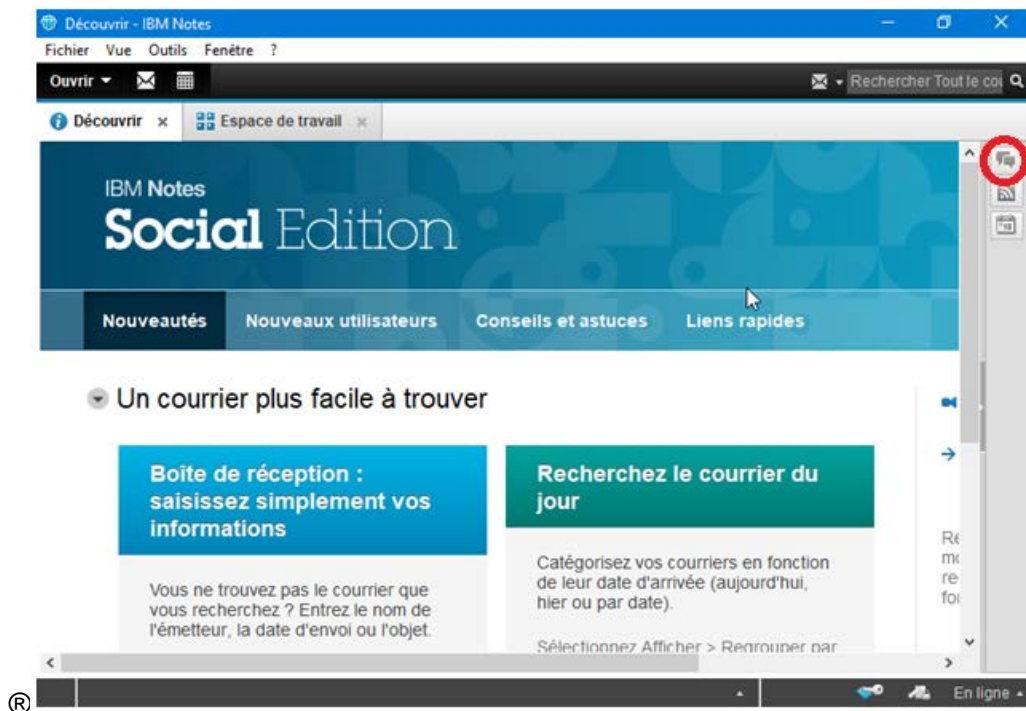 Découvrir - IBM Notes
Fichier Vue Outils Fenêtre ?
Ouvrir
Rechercher Tout le cou
Découvrir
Espace de travail
IBM Notes
Social Edition
Nouveautés
Nouveaux utilisateurs
Conseils et astuces
Liens rapides
Un courrier plus facile à trouver
Boîte de réception :
saisissez simplement vos
informations
Vous ne trouvez pas le courrier que
vous recherchez ? Entrez le nom de
l'émetteur, la date d'envoi ou l'objet.
Recherchez le courrier du
jour
Catégorisez vos courriers en fonction
de leur date d'arrivée (aujourd'hui,
hier ou par date).
Sélectionnez Afficher > Regrouper par
En ligne
®